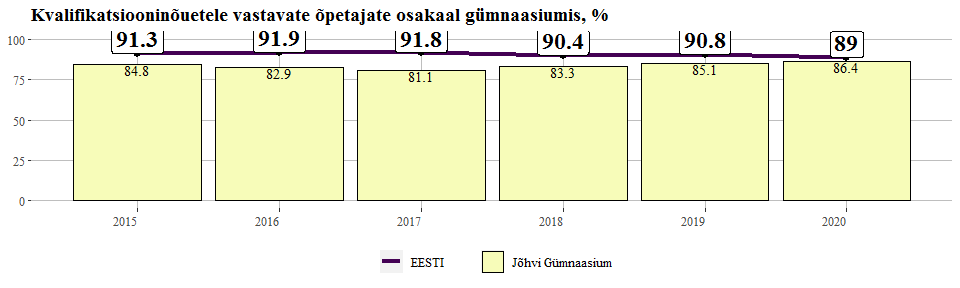 Kvalifikatsiooninõuetele vastavate õpetajate osakaal gümnaasiumis, %
100
75
50
25
0
91.3 91.9 91.8 90.4 90.8 89
84.8 82.9 81.1 83.3 85.1 86.4
2015 2016 2017 2018 2019 2020
EESTI Jõhvi Gümnaasium